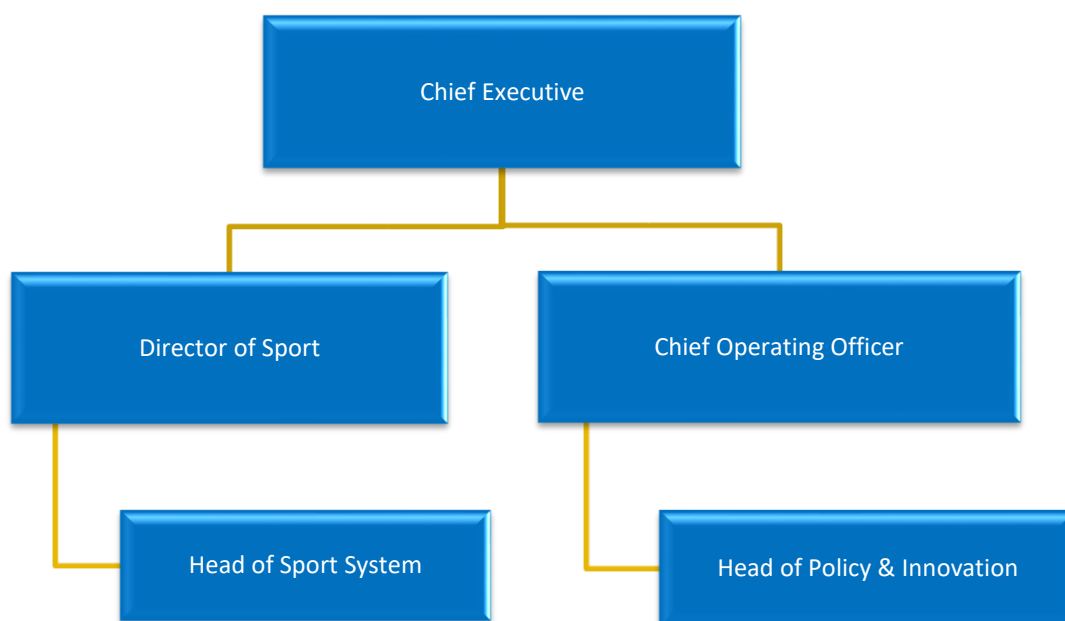 Chief Executive
Director of Sport
Chief Operating Officer
Head of Sport System
Head of Policy & Innovation